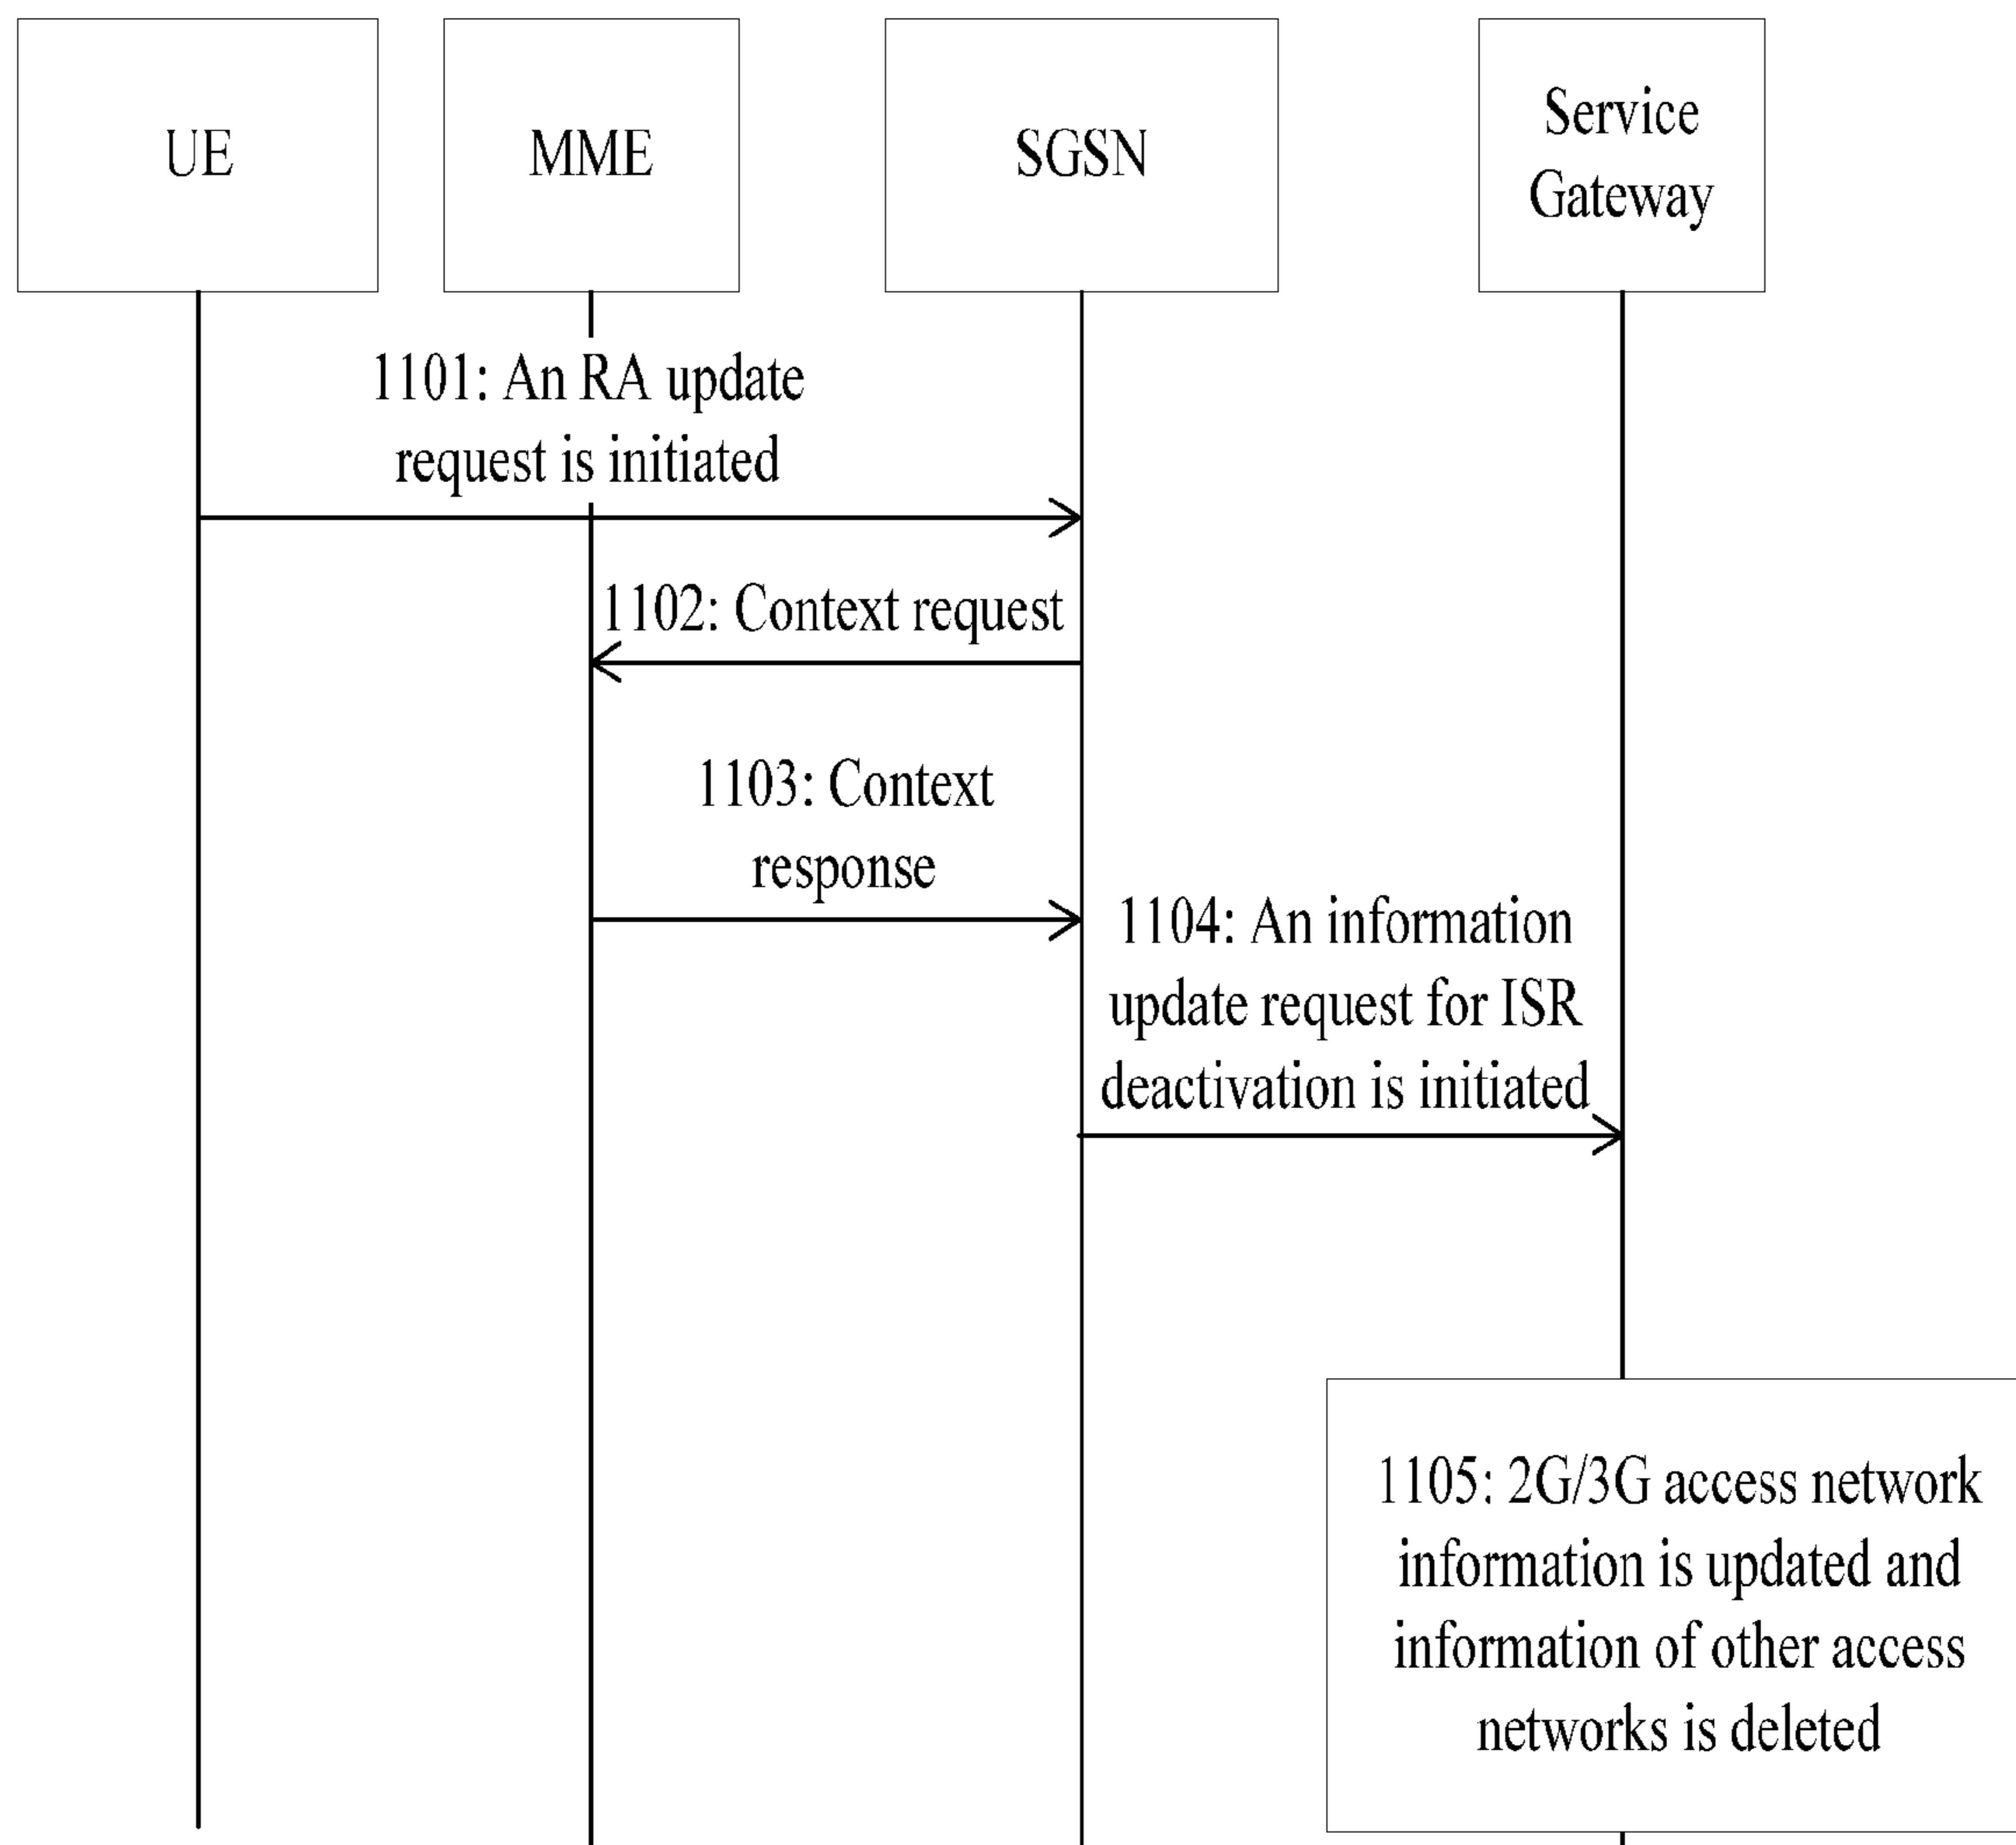 UE
MME
SGSN
Service
Gateway
1101: An RA update
request is initiated
1102: Context request
1103: Context
response
1104: An information
update request for ISR
deactivation is initiated
1105: 2G/3G access network
information is updated and
information of other access
networks is deleted